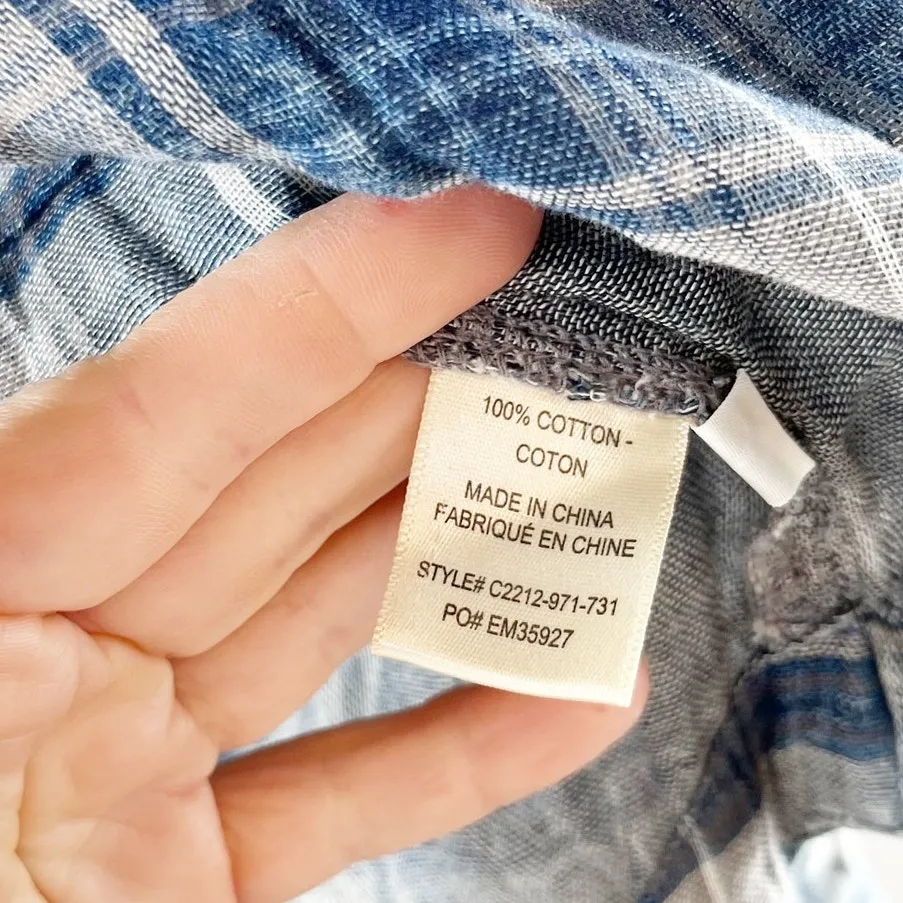 100% COTTON -
COTON
MADE IN CHINA
FABRIQUÉ EN CHINE
STYLE# C2212-971-731
PO# EM35927